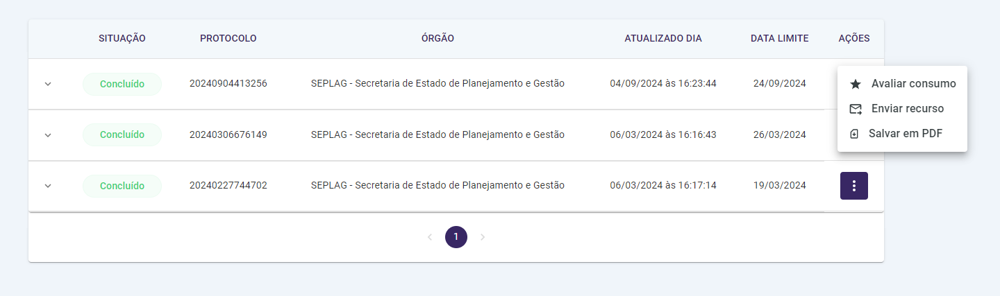 SITUAÇÃO PROTOCOLO ÓRGÃO ATUALIZADO DIA DATA LIMITE AÇÕES
Concluído 20240904413256 SEPLAG - Secretaria de Estado de Planejamento e Gestão 04/09/2024 às 16:23:44 24/09/2024
Avaliar consumo
Enviar recurso
Salvar em PDF
Concluído 20240306676149 SEPLAG - Secretaria de Estado de Planejamento e Gestão 06/03/2024 às 16:16:43 26/03/2024
Concluído 20240227744702 SEPLAG - Secretaria de Estado de Planejamento e Gestão 06/03/2024 às 16:17:14 19/03/2024
1